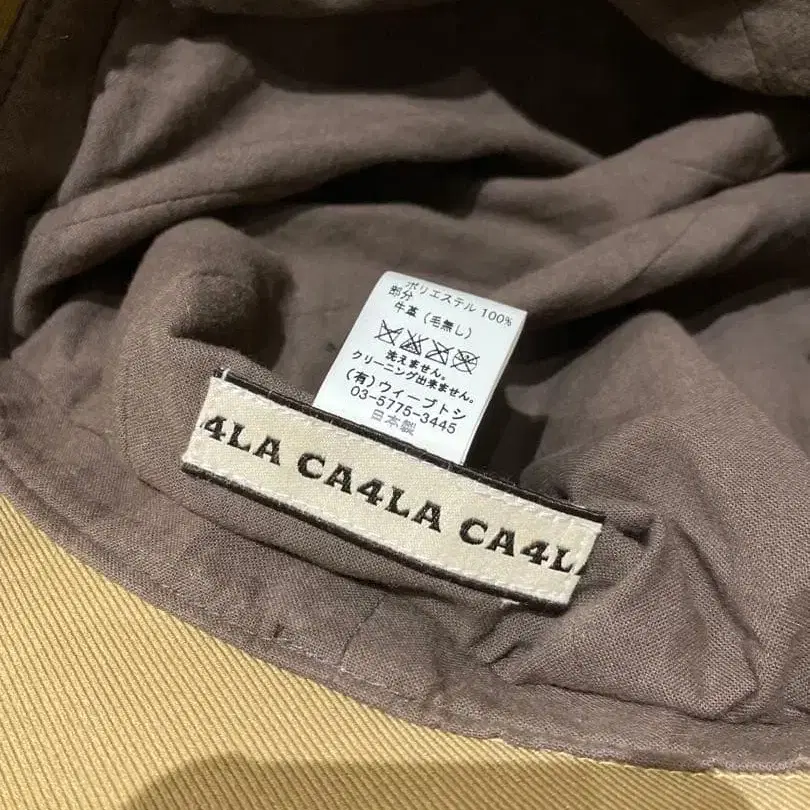 ポリエステル 100%
部分
牛革（毛無し）
洗えません。
クリーニング出来ません。
(有)ウィーブトシ
03-5775-3445
日本製
4LA CA4LA CA4L